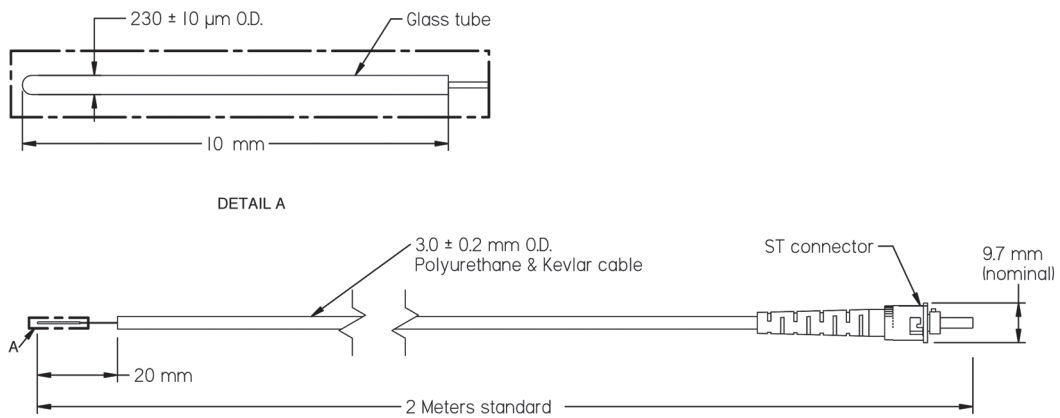 230 ± 10 µm O.D.
Glass tube
10 mm
DETAIL A
3.0 ± 0.2 mm O.D.
Polyurethane & Kevlar cable
ST connector
9.7 mm
(nominal)
A
20 mm
2 Meters standard